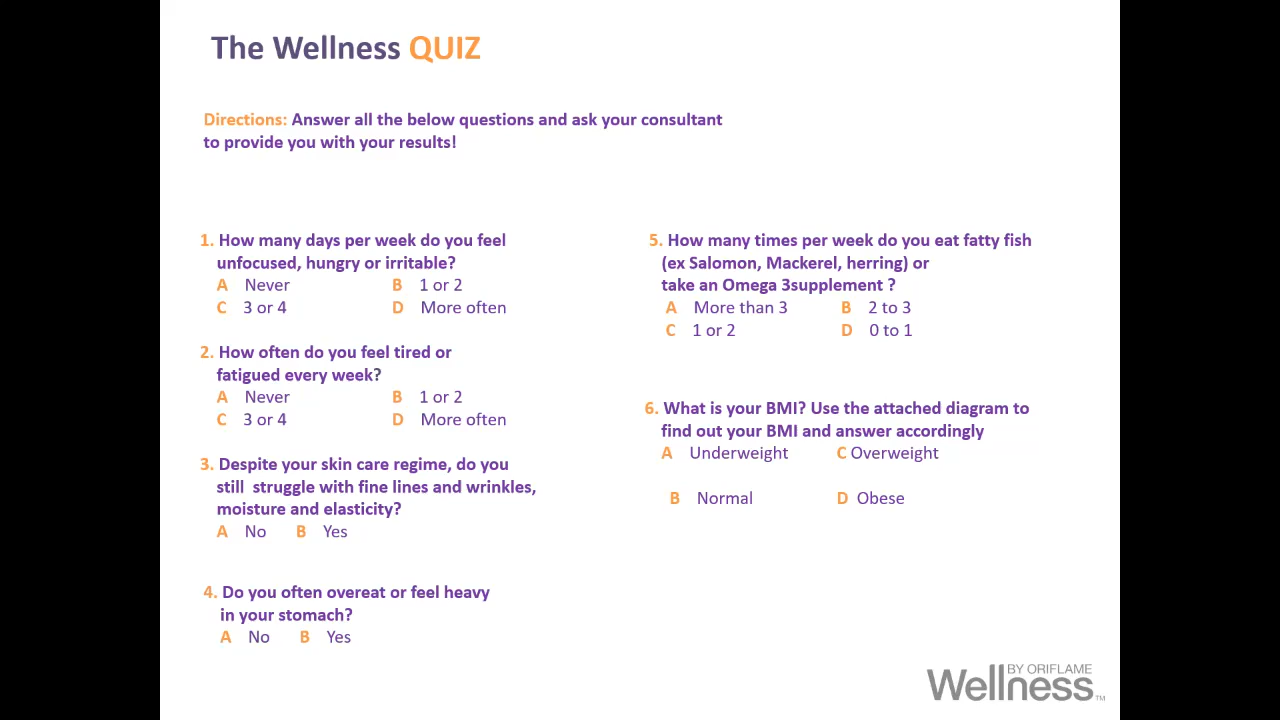 The Wellness QUIZ
Directions: Answer all the below questions and ask your consultant
to provide you with your results!
1. How many days per week do you feel
unfocused, hungry or irritable?
A Never B 1 or 2
C 3 or 4 D More often
2. How often do you feel tired or
fatigued every week?
A Never B 1 or 2
C 3 or 4 D More often
3. Despite your skin care regime, do you
still struggle with fine lines and wrinkles,
moisture and elasticity?
A No B Yes
4. Do you often overeat or feel heavy
in your stomach?
A No B Yes
5. How many times per week do you eat fatty fish
(ex Salomon, Mackerel, herring) or
take an Omega 3supplement ?
A More than 3 B 2 to 3
C 1 or 2 D 0 to 1
6. What is your BMI? Use the attached diagram to
find out your BMI and answer accordingly
A Underweight C Overweight
B Normal D Obese
BY ORIFLAME
Wellness™